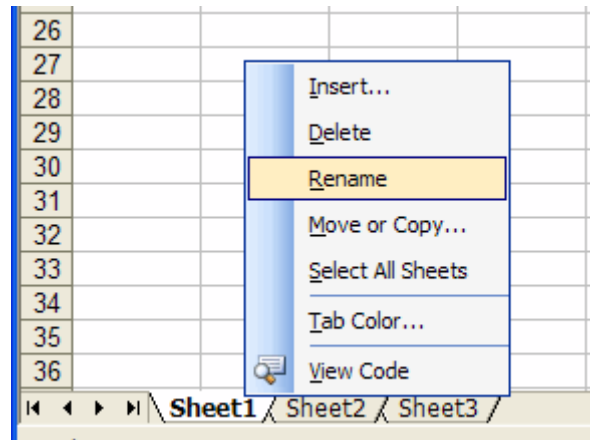 26
27
Insert...
28
29
Delete
30
Rename
31
32
Move or Copy...
33
Select All Sheets
34
Tab Color...
35
36
View Code
Sheet1 Sheet2 Sheet3